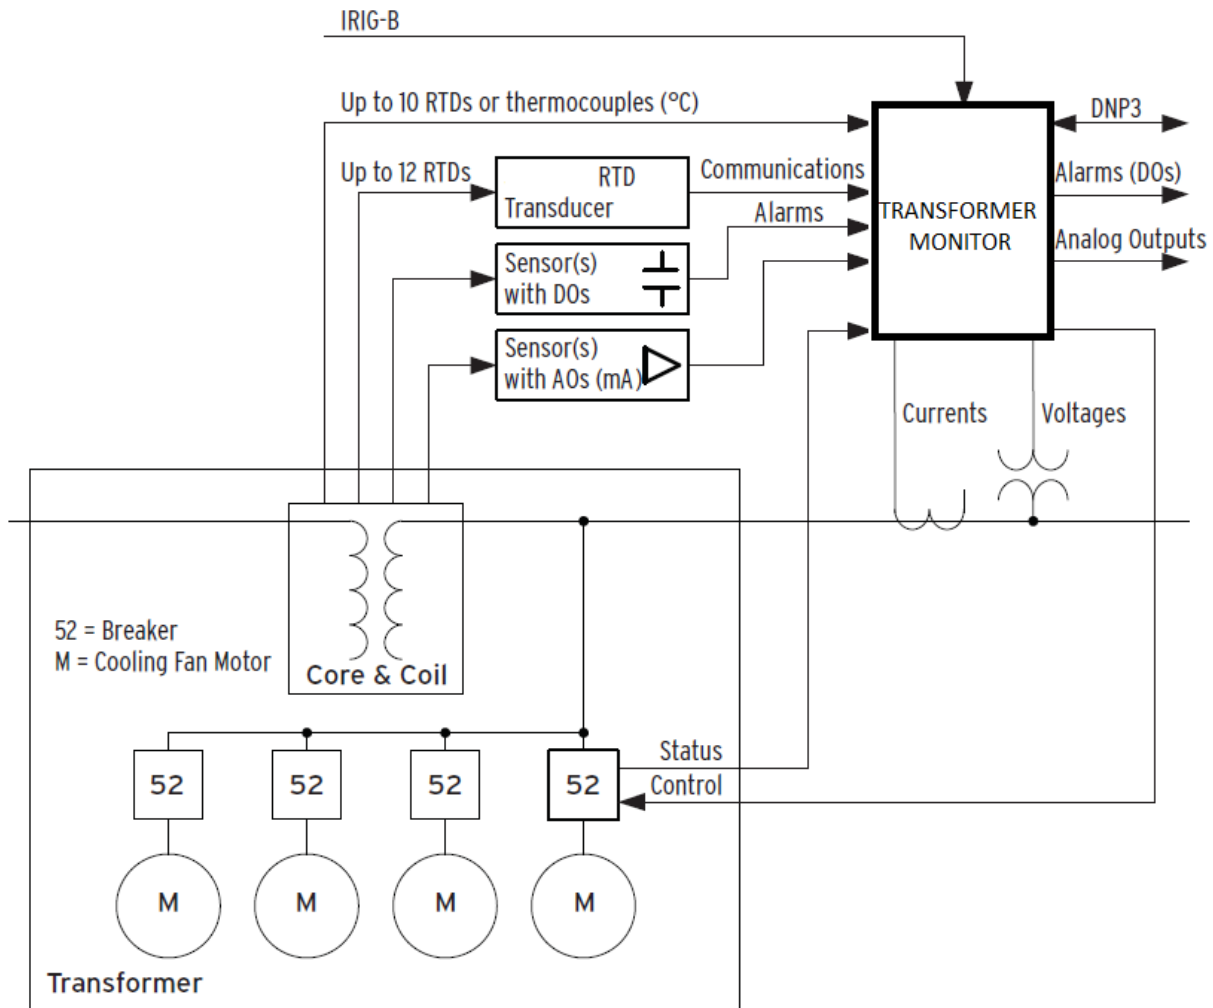 IRIG-B
Up to 10 RTDs or thermocouples (°C)
DNP3
Up to 12 RTDs
RTD
Transducer
Communications
Alarms (DOs)
Alarms
TRANSFORMER
MONITOR
Analog Outputs
Sensor(s)
with DOs
Sensor(s)
with AOs (mA)
Currents
Voltages
52 = Breaker
M = Cooling Fan Motor
Core & Coil
52
52
52
52
Status
Control
M
M
M
M
Transformer